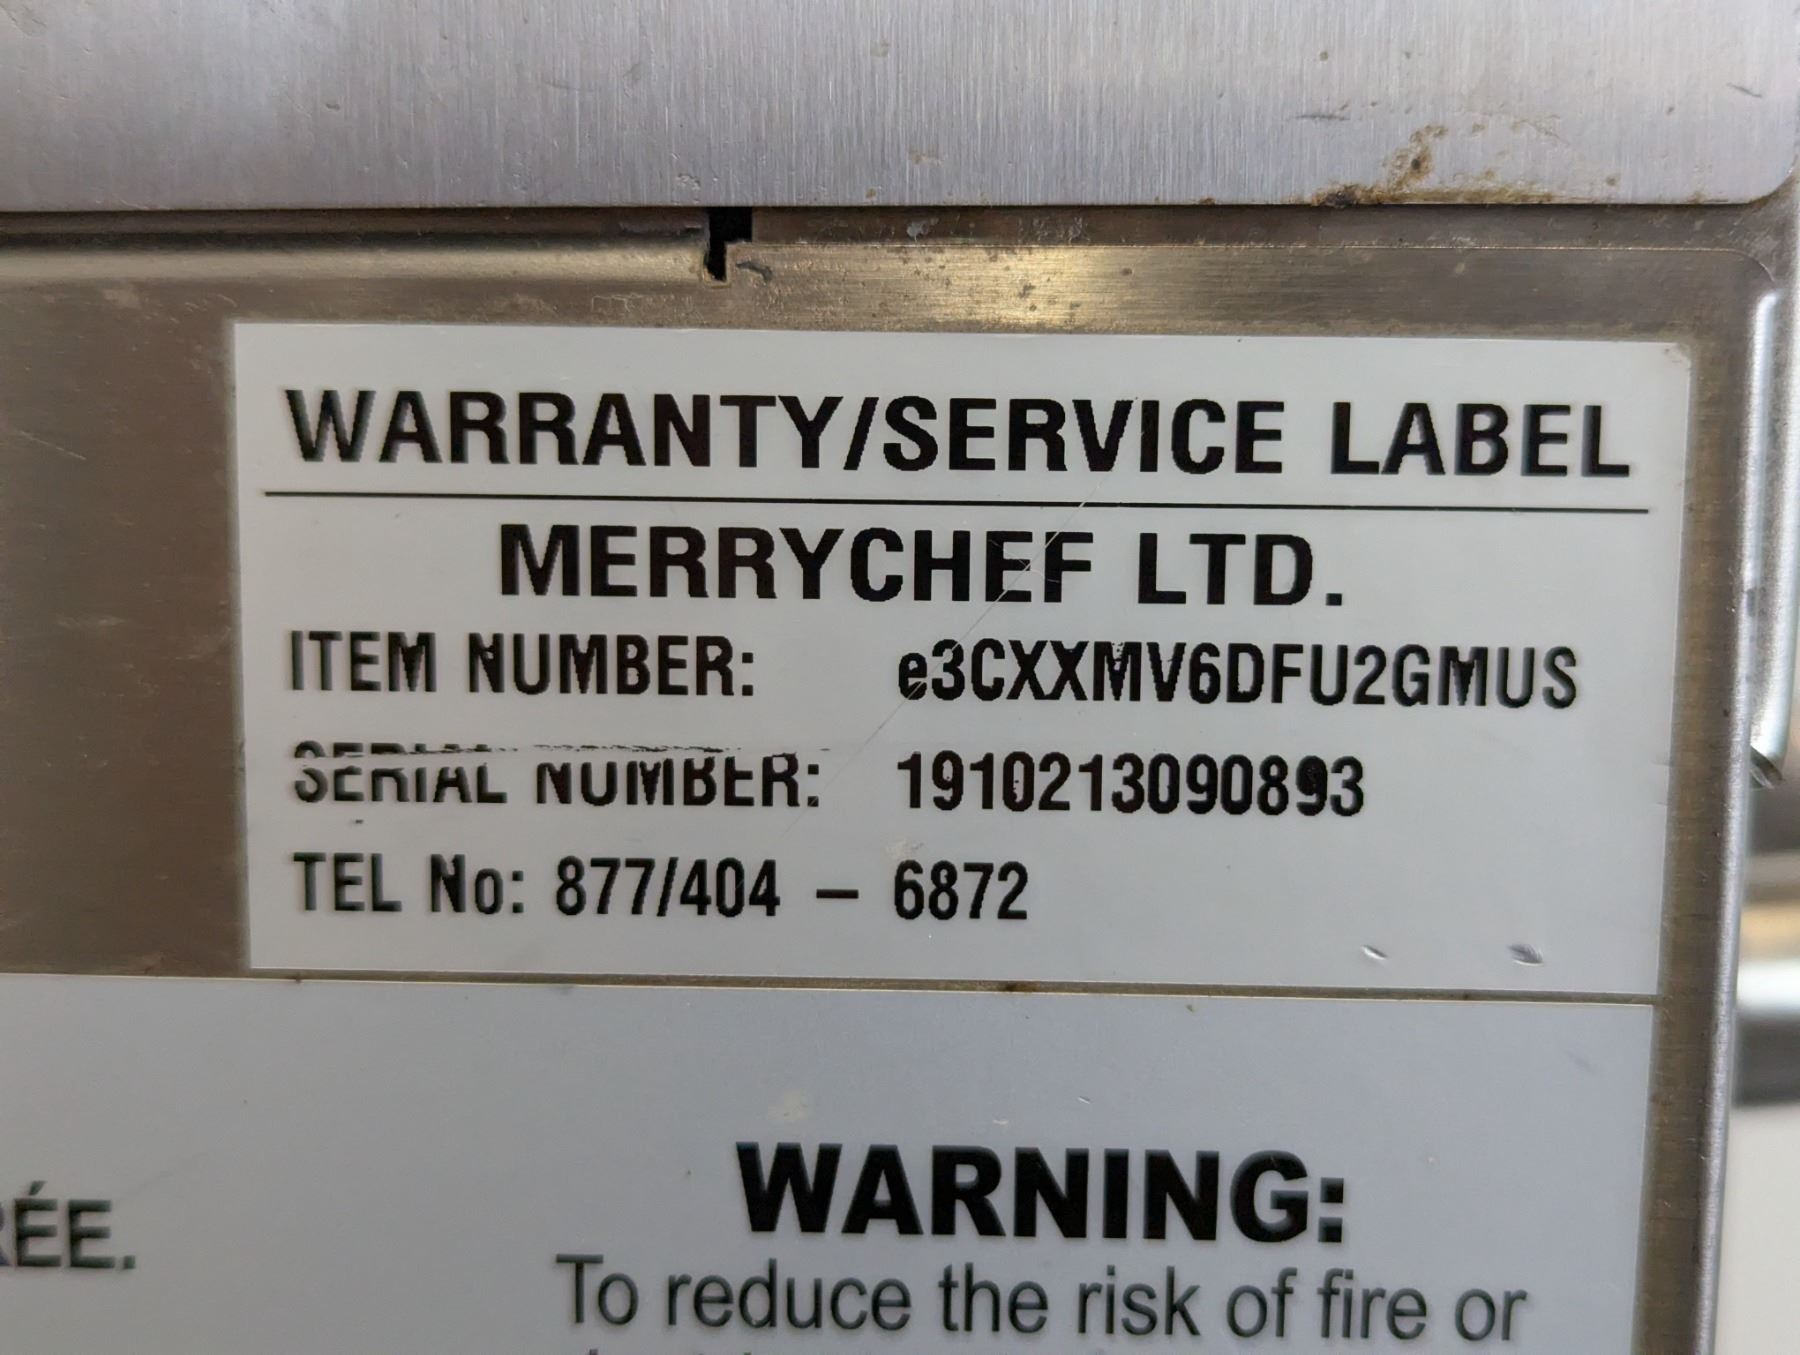 WARRANTY/SERVICE LABEL
MERRYCHEF LTD.
ITEM NUMBER: e3CXXMV6DFU2GMUS
SERIAL NUMBER: 1910213090893
TEL No: 877/404 – 6872
RÉE.
WARNING:
To reduce the risk of fire or